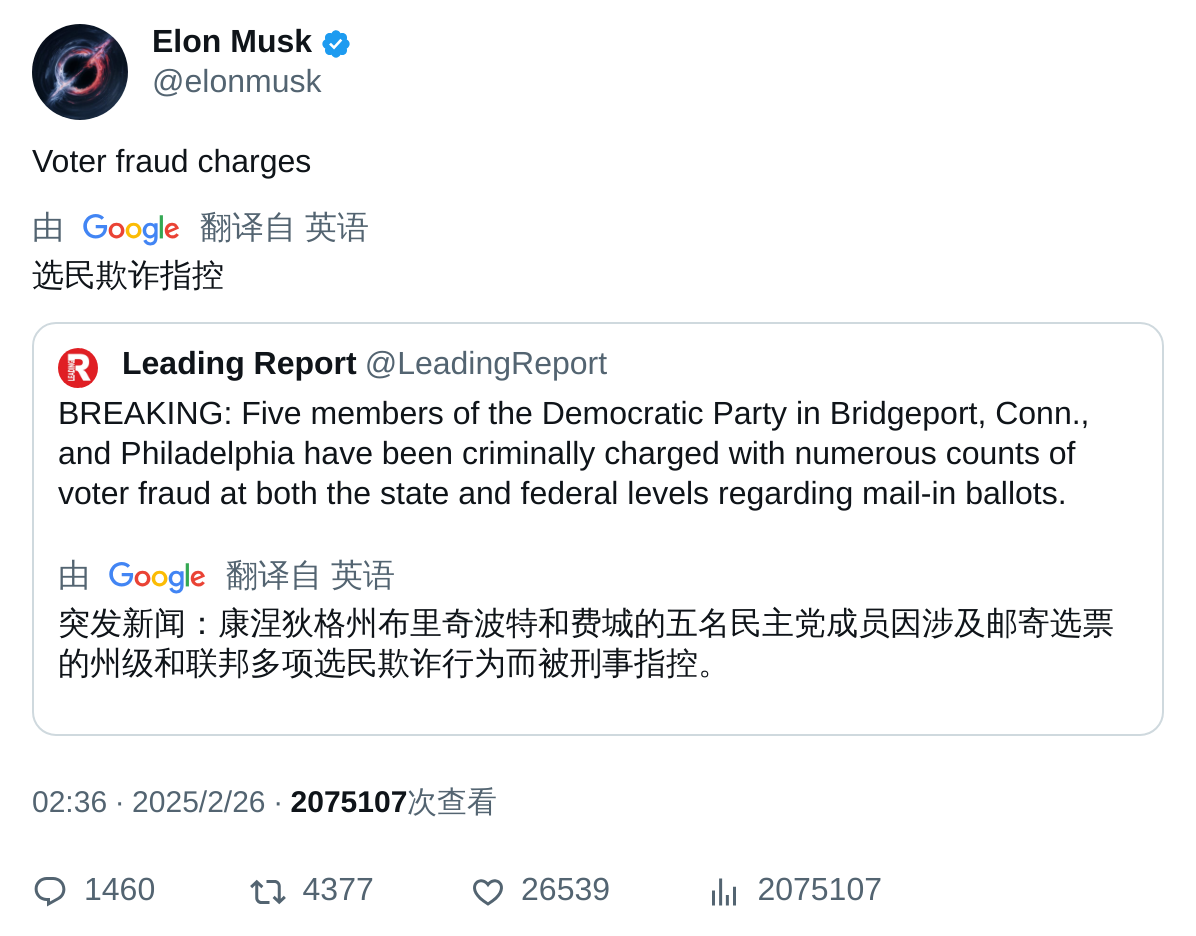 Elon Musk
@elonmusk
Voter fraud charges
由 Google 翻译自 英语
选民欺诈指控
LEADING R Leading Report @LeadingReport
BREAKING: Five members of the Democratic Party in Bridgeport, Conn.,
and Philadelphia have been criminally charged with numerous counts of
voter fraud at both the state and federal levels regarding mail-in ballots.
由 Google 翻译自 英语
突发新闻：康涅狄格州布里奇波特和费城的五名民主党成员因涉及邮寄选票
的州级和联邦多项选民欺诈行为而被刑事指控。
02:36 · 2025/2/26 · 2075107次查看
1460 4377 26539 2075107